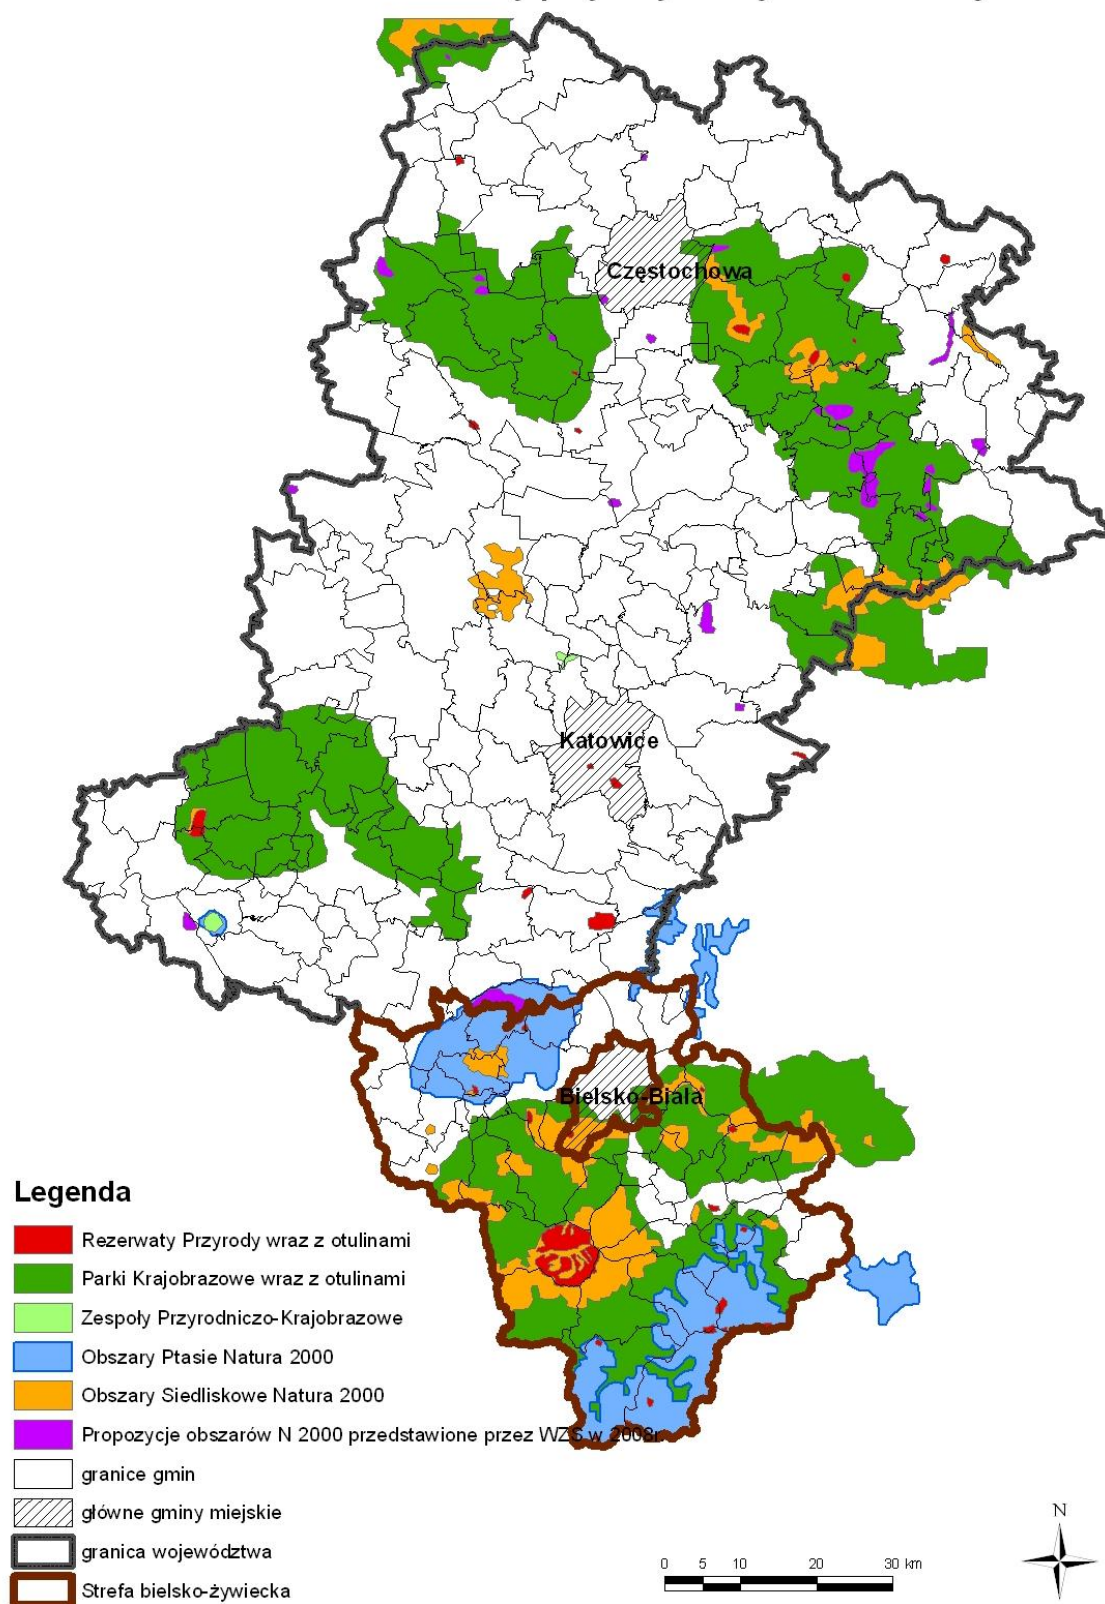 Częstochowa
Katowice
Bielsko-Biala
Legenda
Rezerwaty Przyrody wraz z otulinami
Parki Krajobrazowe wraz z otulinami
Zespoły Przyrodniczo-Krajobrazowe
Obszary Ptasie Natura 2000
Obszary Siedliskowe Natura 2000
Propozycje obszarów N 2000 przedstawione przez WZS w 2008r.
granice gmin
główne gminy miejskie
granica województwa
Strefa bielsko-żywiecka
0 5 10 20 30 km
N